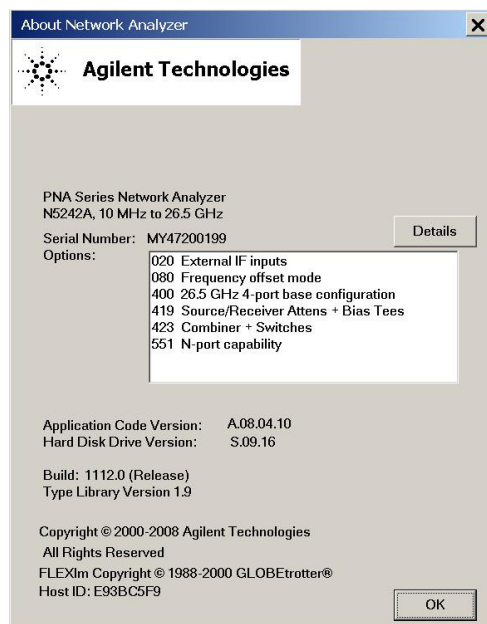 About Network Analyzer
Agilent Technologies
PNA Series Network Analyzer
N5242A, 10 MHz to 26.5 GHz
Serial Number: MY47200199
Details
Options:
020 External IF inputs
080 Frequency offset mode
400 26.5 GHz 4-port base configuration
419 Source/Receiver Attens + Bias Tees
423 Combiner + Switches
551 N-port capability
Application Code Version: A.08.04.10
Hard Disk Drive Version: S.09.16
Build: 1112.0 (Release)
Type Library Version 1.9
Copyright © 2000-2008 Agilent Technologies
All Rights Reserved
FLEXlm Copyright © 1988-2000 GLOBEtrotter®
Host ID: E93BC5F9
OK